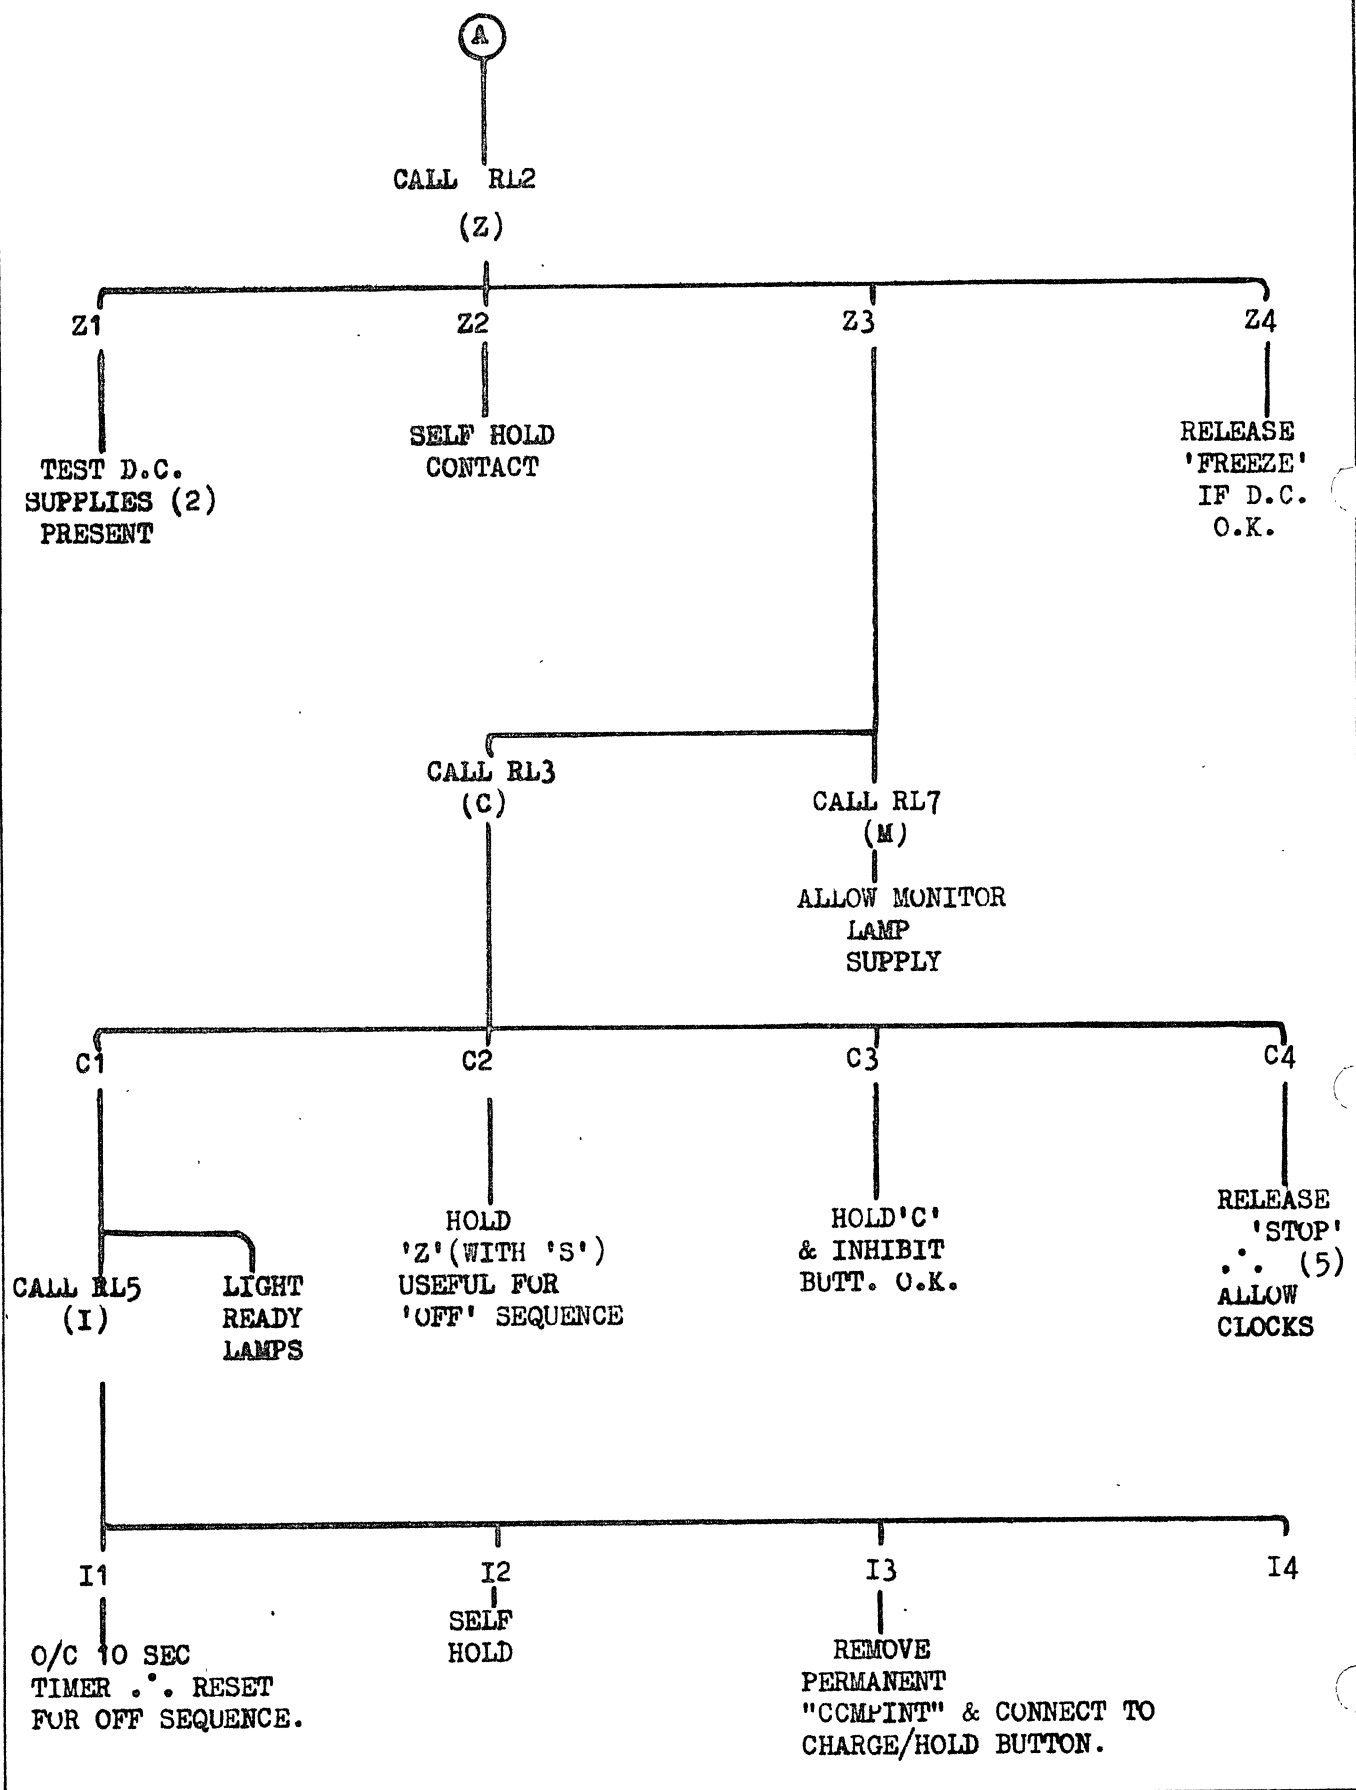 A
CALL RL2
(Z)
Z1
Z2
Z3
Z4
TEST D.C.
SUPPLIES (2)
PRESENT
SELF HOLD
CONTACT
RELEASE
'FREEZE'
IF D.C.
O.K.
CALL RL3
(C)
CALL RL7
(M)
ALLOW MONITOR
LAMP
SUPPLY
C1
C2
C3
C4
CALL RL5
(I)
LIGHT
READY
LAMPS
HOLD
'Z'(WITH 'S')
USEFUL FOR
'OFF' SEQUENCE
HOLD'C'
& INHIBIT
BUTT. O.K.
RELEASE
'STOP'
∴ (5)
ALLOW
CLOCKS
I1
I2
I3
I4
O/C 10 SEC
TIMER ∴ RESET
FOR OFF SEQUENCE.
SELF
HOLD
REMOVE
PERMANENT
"COMPINT" & CONNECT TO
CHARGE/HOLD BUTTON.